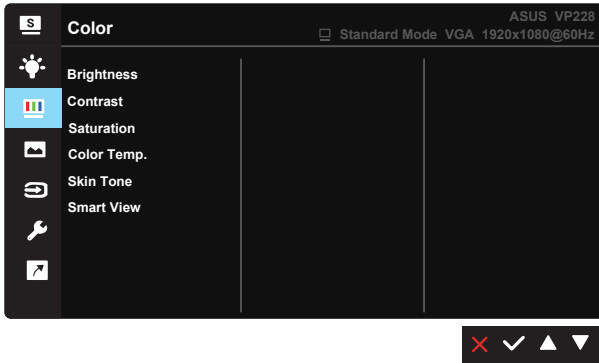 S
Color
ASUS VP228
Standard Mode VGA 1920x1080@60Hz
Brightness
Contrast
Saturation
Color Temp.
Skin Tone
Smart View